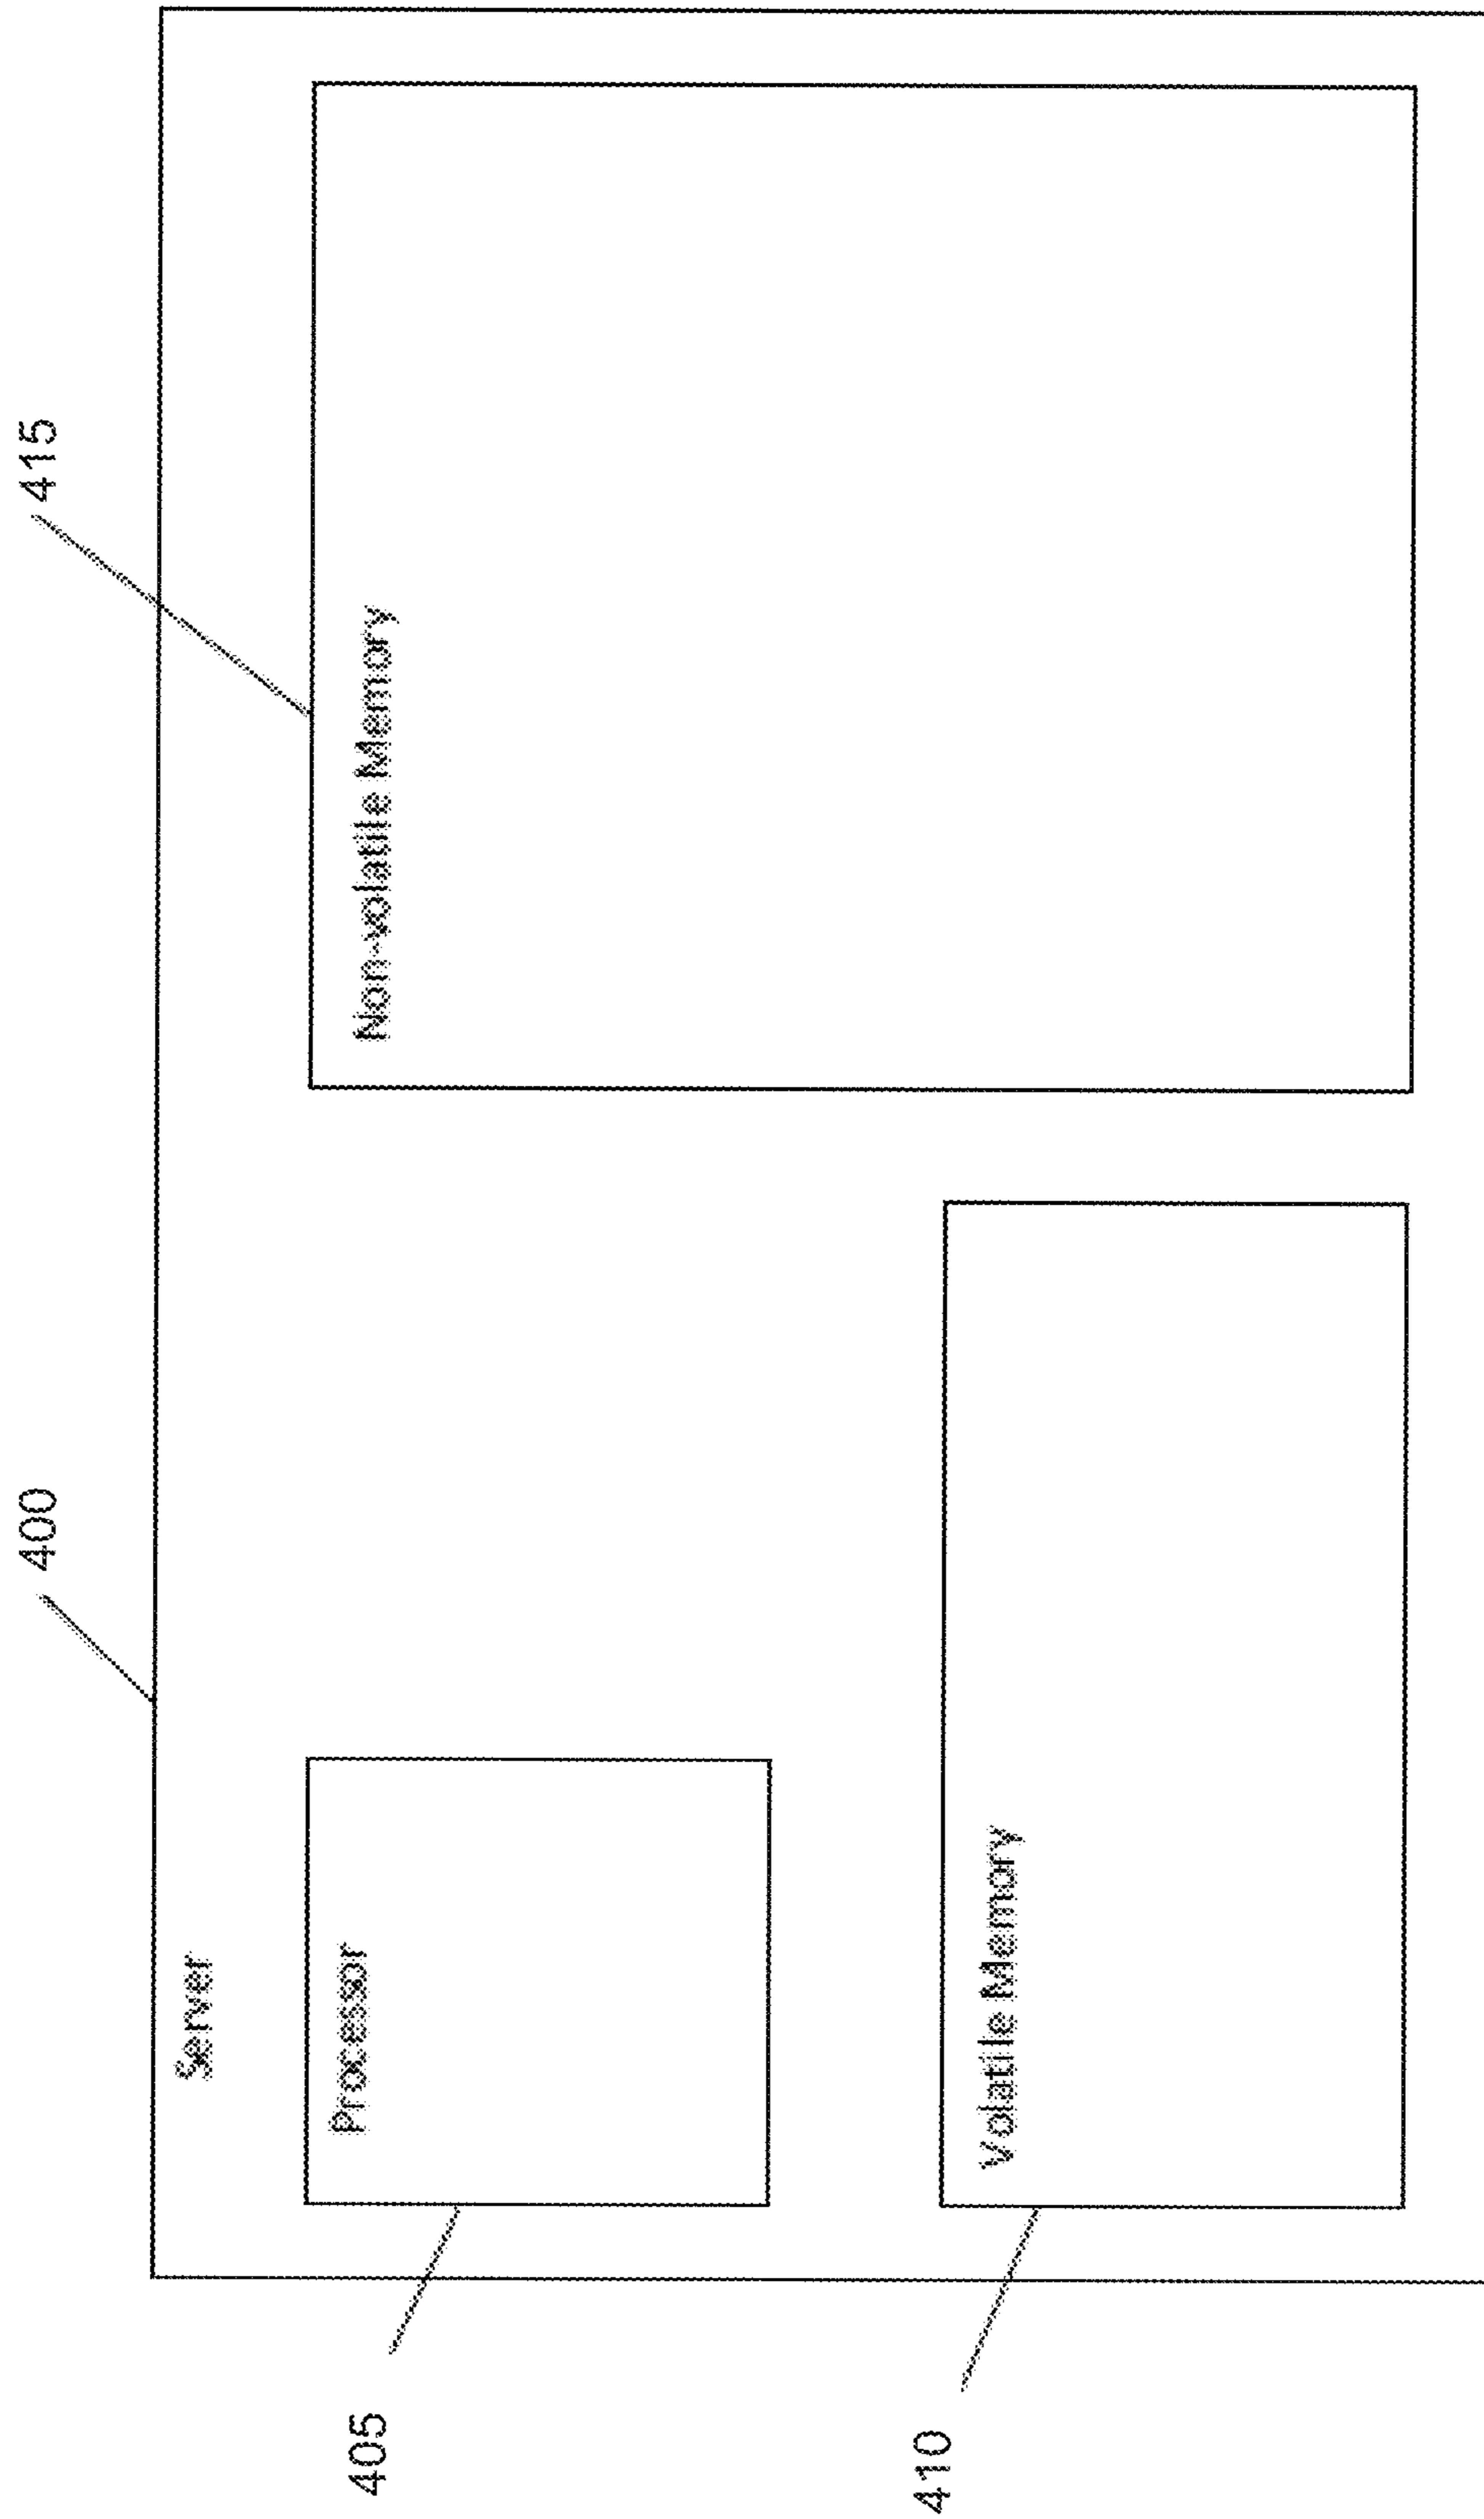 400
415
Server
405
Processor
Non-volatile Memory
410
Volatile Memory